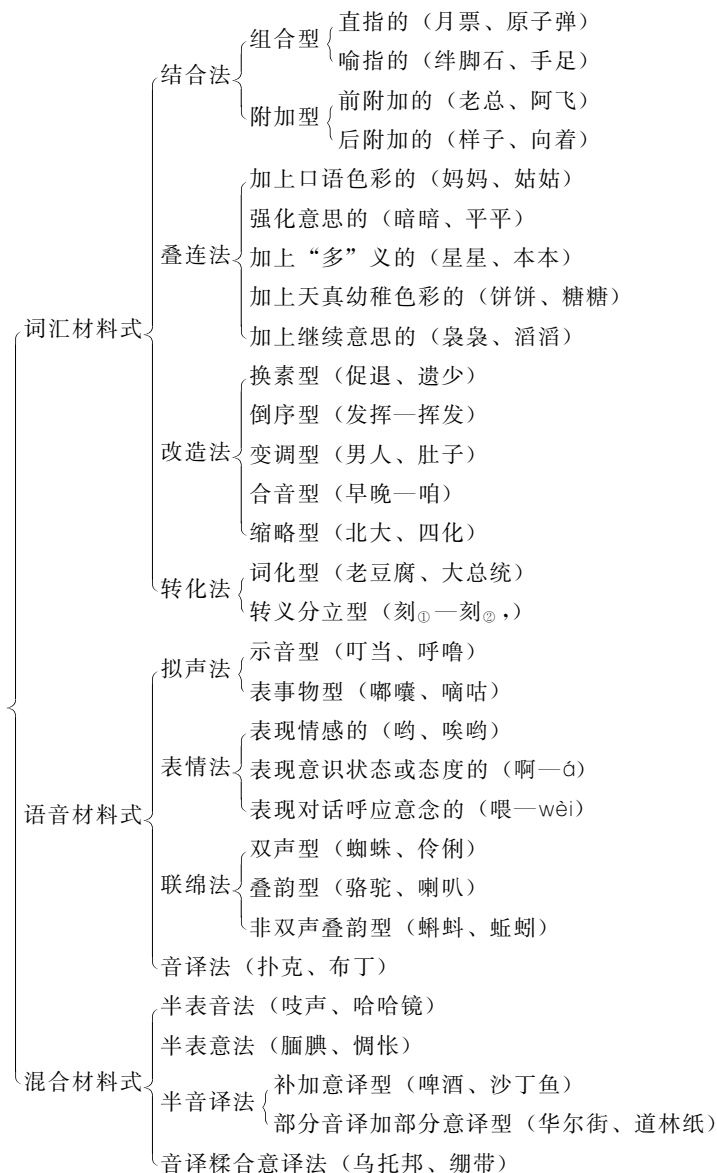 直指的（月票、原子弹）
组合型
喻指的（绊脚石、手足）
结合法
前附加的（老总、阿飞）
附加型
后附加的（样子、向着）
加上口语色彩的（妈妈、姑姑）
强化意思的（暗暗、平平）
叠连法
加上“多”义的（星星、本本）
加上天真幼稚色彩的（饼饼、糖糖）
词汇材料式
加上继续意思的（袅袅、滔滔）
换素型（促退、遗少）
倒序型（发挥—挥发）
改造法
变调型（男人、肚子）
合音型（早晚—咱）
缩略型（北大、四化）
词化型（老豆腐、大总统）
转化法
转义分立型（刻①—刻②,）
示音型（叮当、呼噜）
拟声法
表事物型（嘟囔、嘀咕）
表现情感的（哟、唉哟）
表情法
表现意识状态或态度的（啊—á）
表现对话呼应意念的（喂—wèi）
语音材料式
双声型（蜘蛛、伶俐）
联绵法
叠韵型（骆驼、喇叭）
非双声叠韵型（蝌蚪、蚯蚓）
音译法（扑克、布丁）
半表音法（吱声、哈哈镜）
半表意法（腼腆、惆怅）
混合材料式
补加意译型（啤酒、沙丁鱼）
半音译法
部分音译加部分意译型（华尔街、道林纸）
音译糅合意译法（乌托邦、绷带）